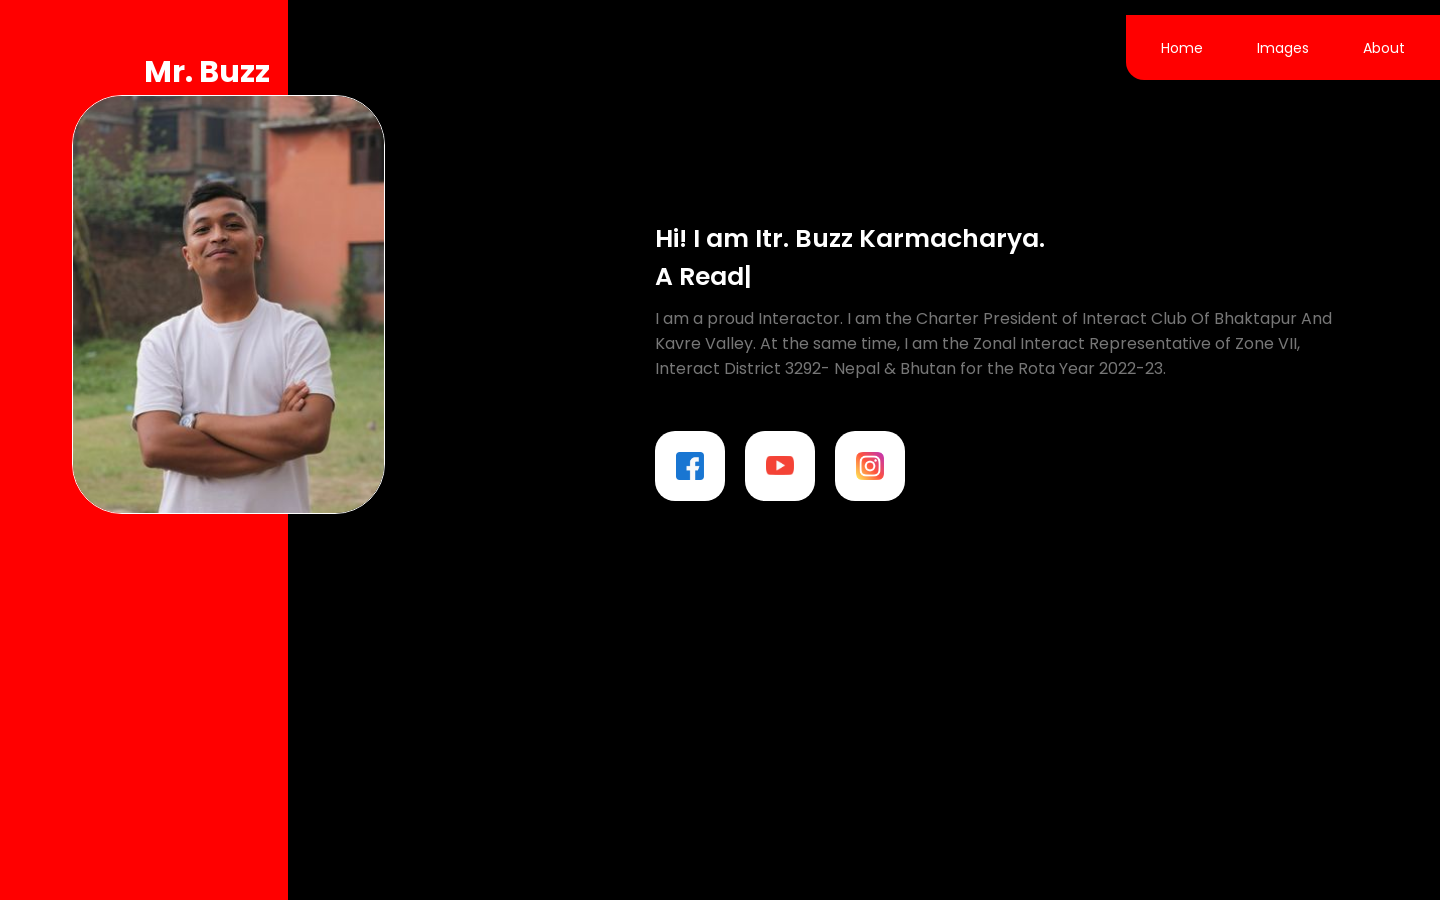 Mr. Buzz
Home
Images
About
Hi! I am Itr. Buzz Karmacharya.
A Read|
I am a proud Interactor. I am the Charter President of Interact Club Of Bhaktapur And
Kavre Valley. At the same time, I am the Zonal Interact Representative of Zone VII,
Interact District 3292- Nepal & Bhutan for the Rota Year 2022-23.